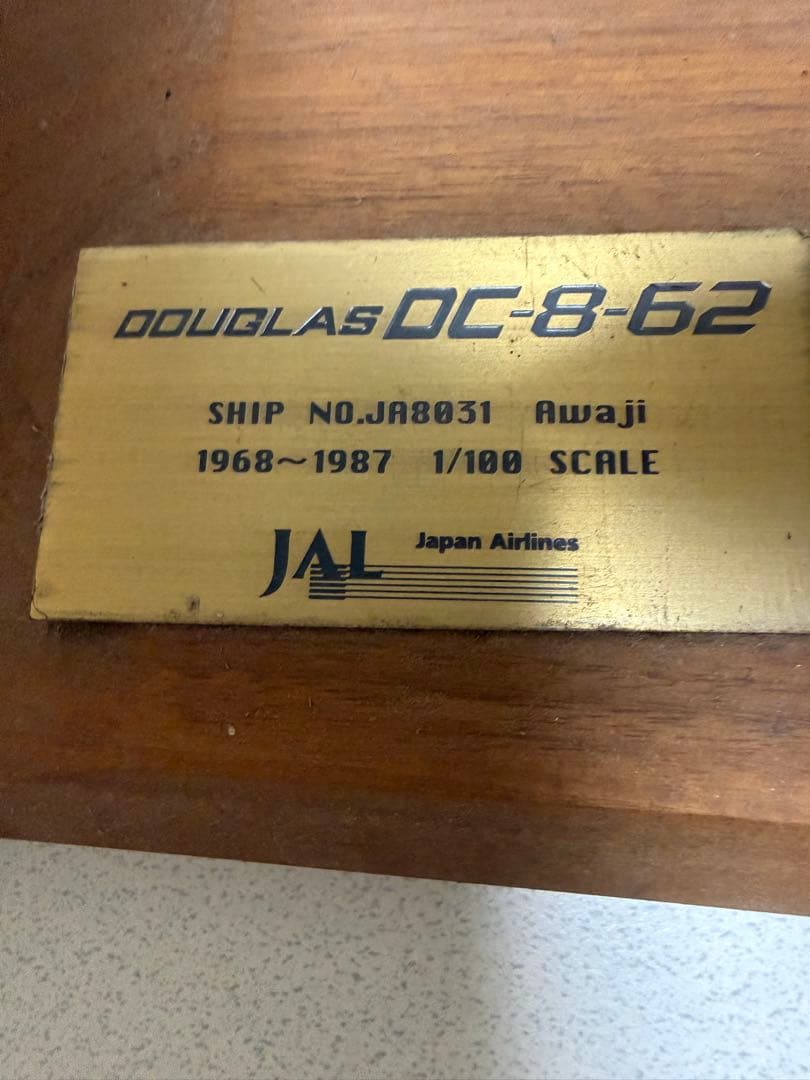 DOUGLAS DC-8-62
SHIP NO.JA8031 Awaji
1968~1987 1/100 SCALE
JAL Japan Airlines